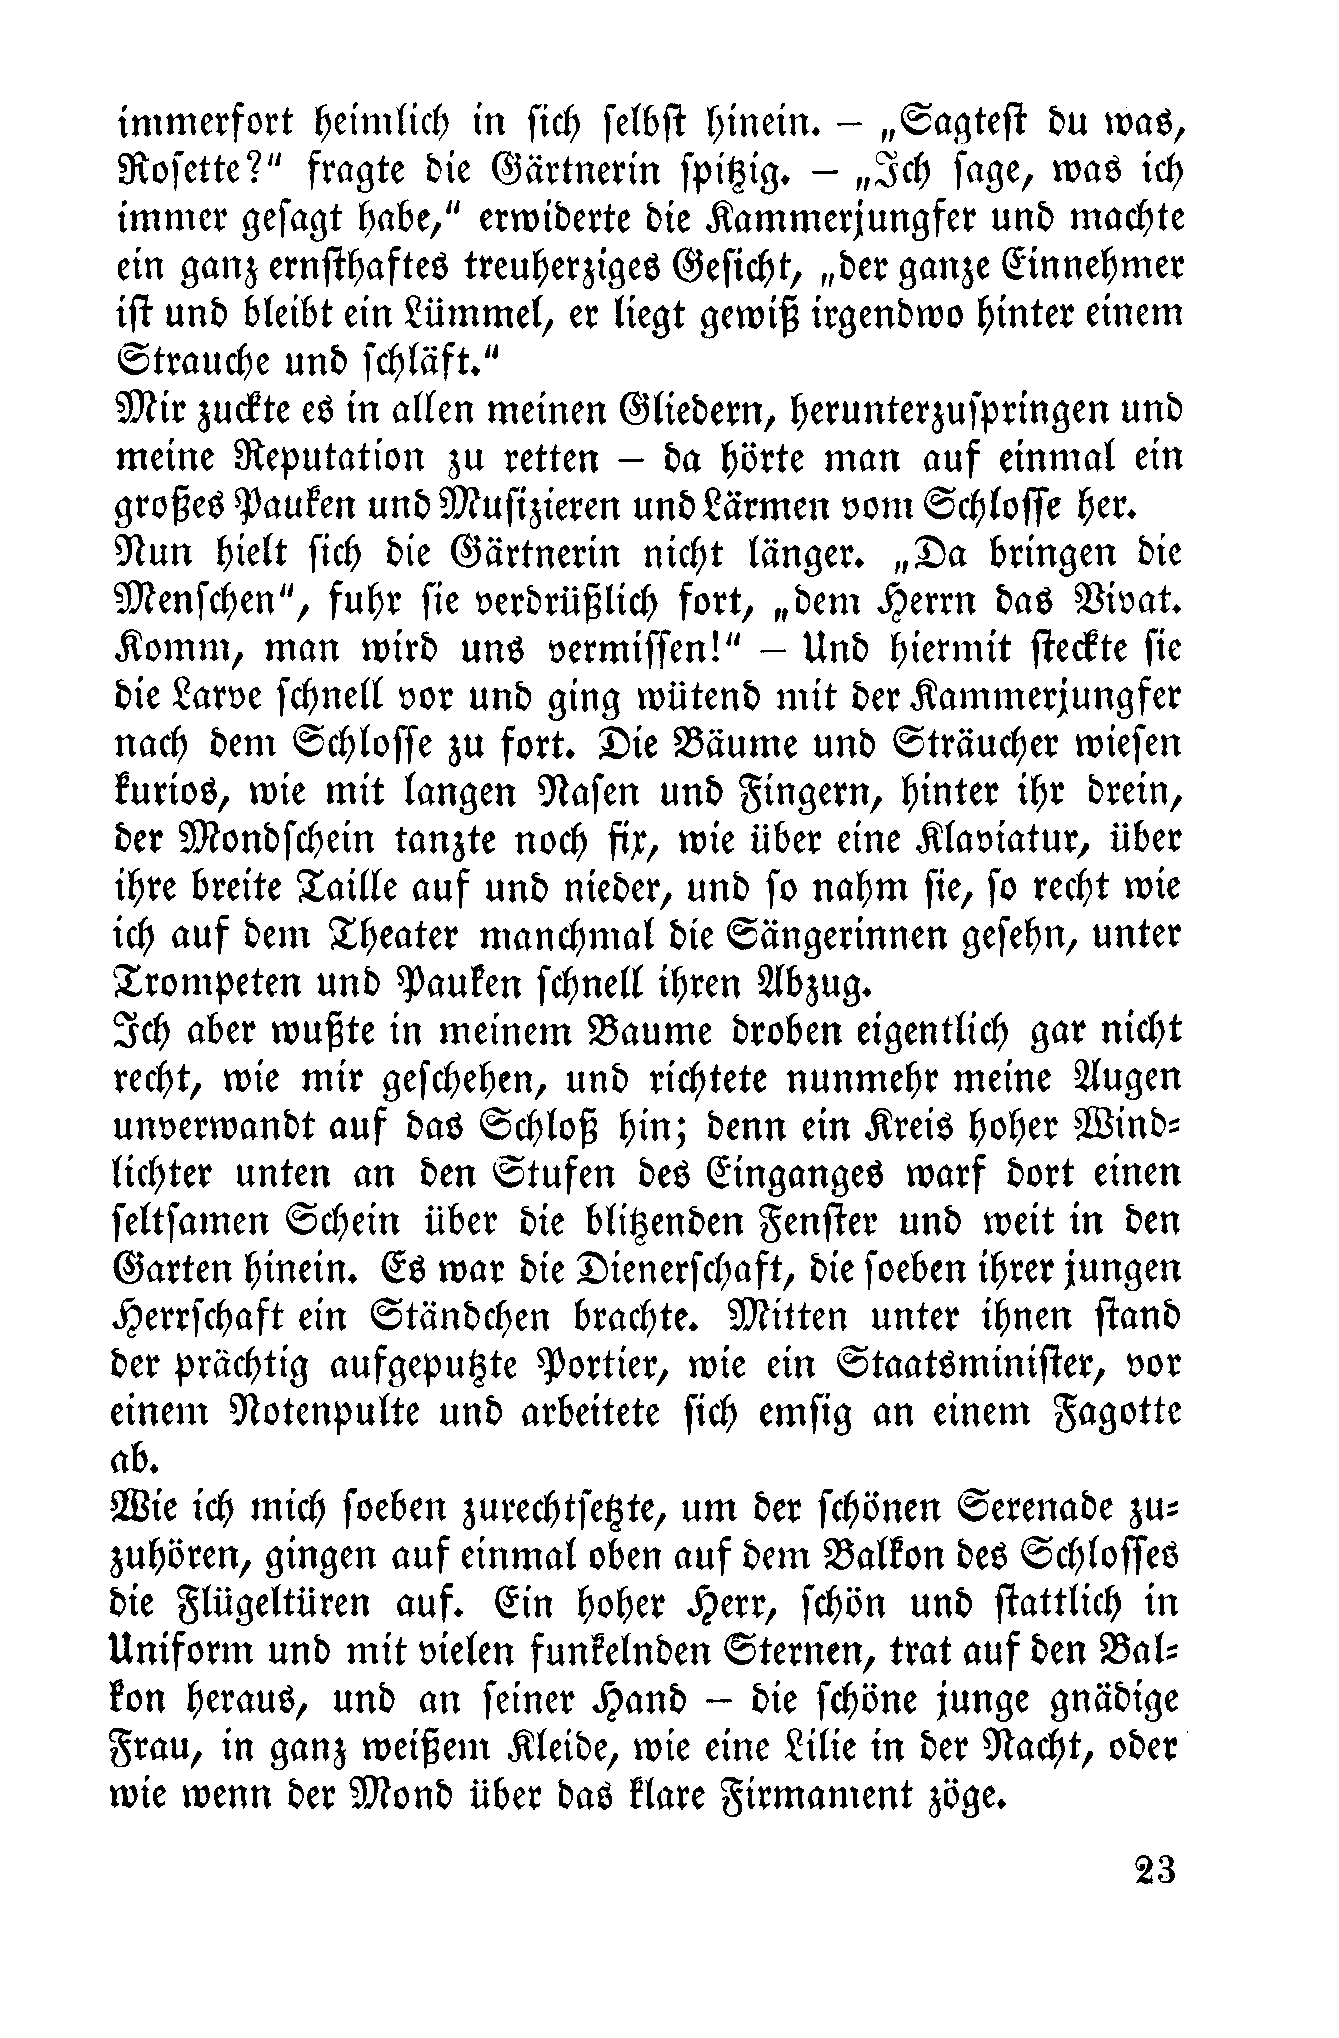 immerfort heimlich in sich selbst hinein. – „Sagtest du was,
Rosette?“ fragte die Gärtnerin spitzig. – „Ich sage, was ich
immer gesagt habe,“ erwiderte die Kammerjungfer und machte
ein ganz ernsthaftes treuherziges Gesicht, „der ganze Einnehmer
ist und bleibt ein Lümmel, er liegt gewiß irgendwo hinter einem
Strauche und schläft.“
Mir zuckte es in allen meinen Gliedern, herunterzuspringen und
meine Reputation zu retten – da hörte man auf einmal ein
großes Pauken und Musizieren und Lärmen vom Schlosse her.
Nun hielt sich die Gärtnerin nicht länger. „Da bringen die
Menschen“, fuhr sie verdrüßlich fort, „dem Herrn das Vivat.
Komm, man wird uns vermissen!“ – Und hiermit steckte sie
die Larve schnell vor und ging wütend mit der Kammerjungfer
nach dem Schlosse zu fort. Die Bäume und Sträucher wiesen
kurios, wie mit langen Nasen und Fingern, hinter ihr drein,
der Mondschein tanzte noch fix, wie über eine Klaviatur, über
ihre breite Taille auf und nieder, und so nahm sie, so recht wie
ich auf dem Theater manchmal die Sängerinnen gesehn, unter
Trompeten und Pauken schnell ihren Abzug.
Ich aber wußte in meinem Baume droben eigentlich gar nicht
recht, wie mir geschehen, und richtete nunmehr meine Augen
unverwandt auf das Schloß hin; denn ein Kreis hoher Wind-
lichter unten an den Stufen des Einganges warf dort einen
seltsamen Schein über die blitzenden Fenster und weit in den
Garten hinein. Es war die Dienerschaft, die soeben ihrer jungen
Herrschaft ein Ständchen brachte. Mitten unter ihnen stand
der prächtig aufgeputzte Portier, wie ein Staatsminister, vor
einem Notenpulte und arbeitete sich emsig an einem Fagotte
ab.
Wie ich mich soeben zurechtsetzte, um der schönen Serenade zu-
zuhören, gingen auf einmal oben auf dem Balkon des Schlosses
die Flügeltüren auf. Ein hoher Herr, schön und stattlich in
Uniform und mit vielen funkelnden Sternen, trat auf den Bal-
kon heraus, und an seiner Hand – die schöne junge gnädige
Frau, in ganz weißem Kleide, wie eine Lilie in der Nacht, oder
wie wenn der Mond über das klare Firmament zöge.
23